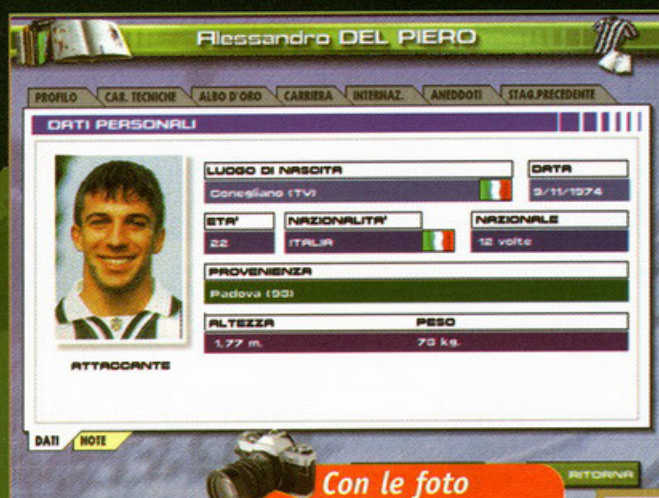 Alessandro DEL PIERO
PROFILO CAR. TECNICHE ALBO D'ORO CARRIERA INTERNAZ. ANEDDOTI STAG.PRECEDENTE
DATI PERSONALI
LUOGO DI NASCITA DATA
Conegliano (TV) 9/11/1974
ETA' NAZIONALITA' NAZIONALE
22 ITALIA 12 volte
PROVENIENZA
Padova (93)
ALTEZZA PESO
1,77 m. 73 kg.
ATTACCANTE
DATI NOTE
Con le foto
RITORNA